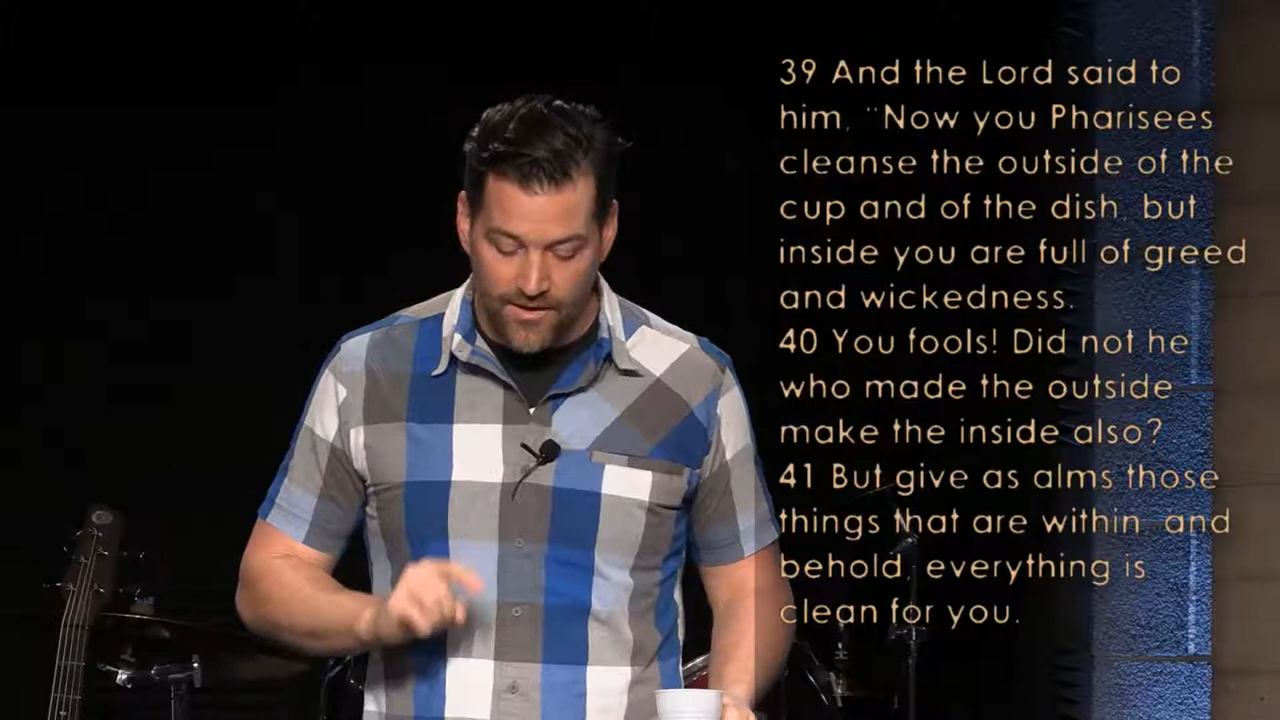 39 And the Lord said to
him, "Now you Pharisees
cleanse the outside of the
cup and of the dish, but
inside you are full of greed
and wickedness.
40 You fools! Did not he
who made the outside
make the inside also?
41 But give as alms those
things that are within, and
behold, everything is
clean for you.